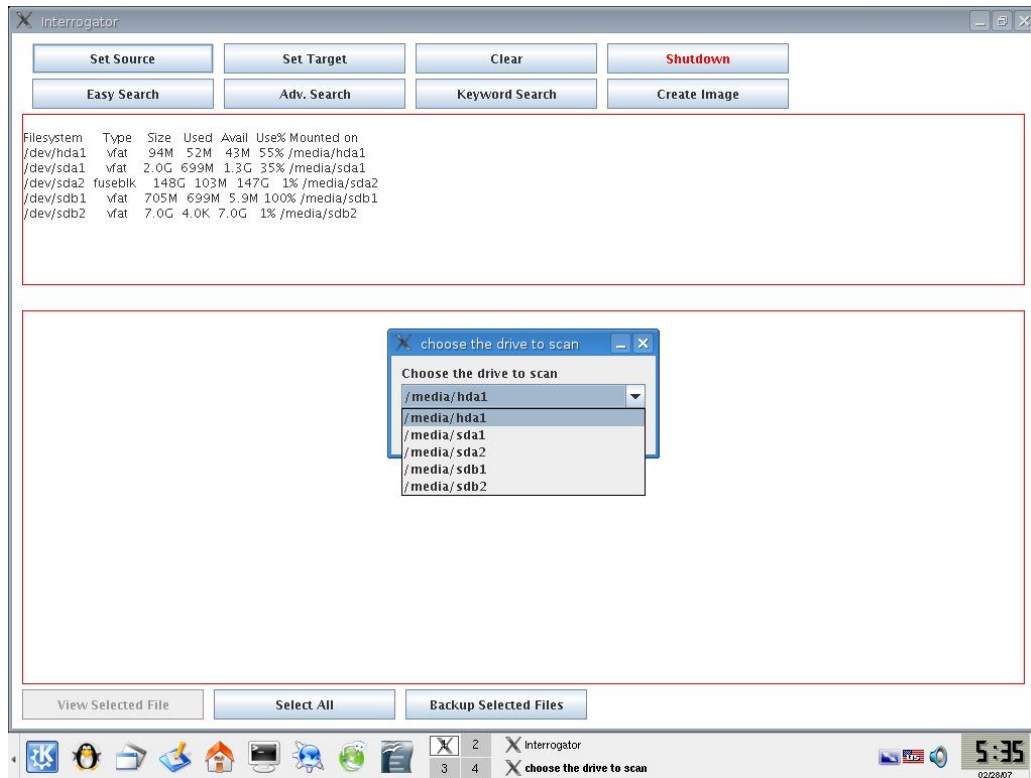 Interrogator
Set Source Set Target Clear Shutdown
Easy Search Adv. Search Keyword Search Create Image
Filesystem Type Size Used Avail Use% Mounted on
/dev/hda1 vfat 94M 52M 43M 55% /media/hda1
/dev/sda1 vfat 2.0G 699M 1.3G 35% /media/sda1
/dev/sda2 fuseblk 148G 103M 147G 1% /media/sda2
/dev/sdb1 vfat 705M 699M 5.9M 100% /media/sdb1
/dev/sdb2 vfat 7.0G 4.0K 7.0G 1% /media/sdb2
choose the drive to scan
Choose the drive to scan
/media/hda1
/media/hda1
/media/sda1
/media/sda2
/media/sdb1
/media/sdb2
View Selected File Select All Backup Selected Files
2 Interrogator
3 4 choose the drive to scan
5:35
02/28/07